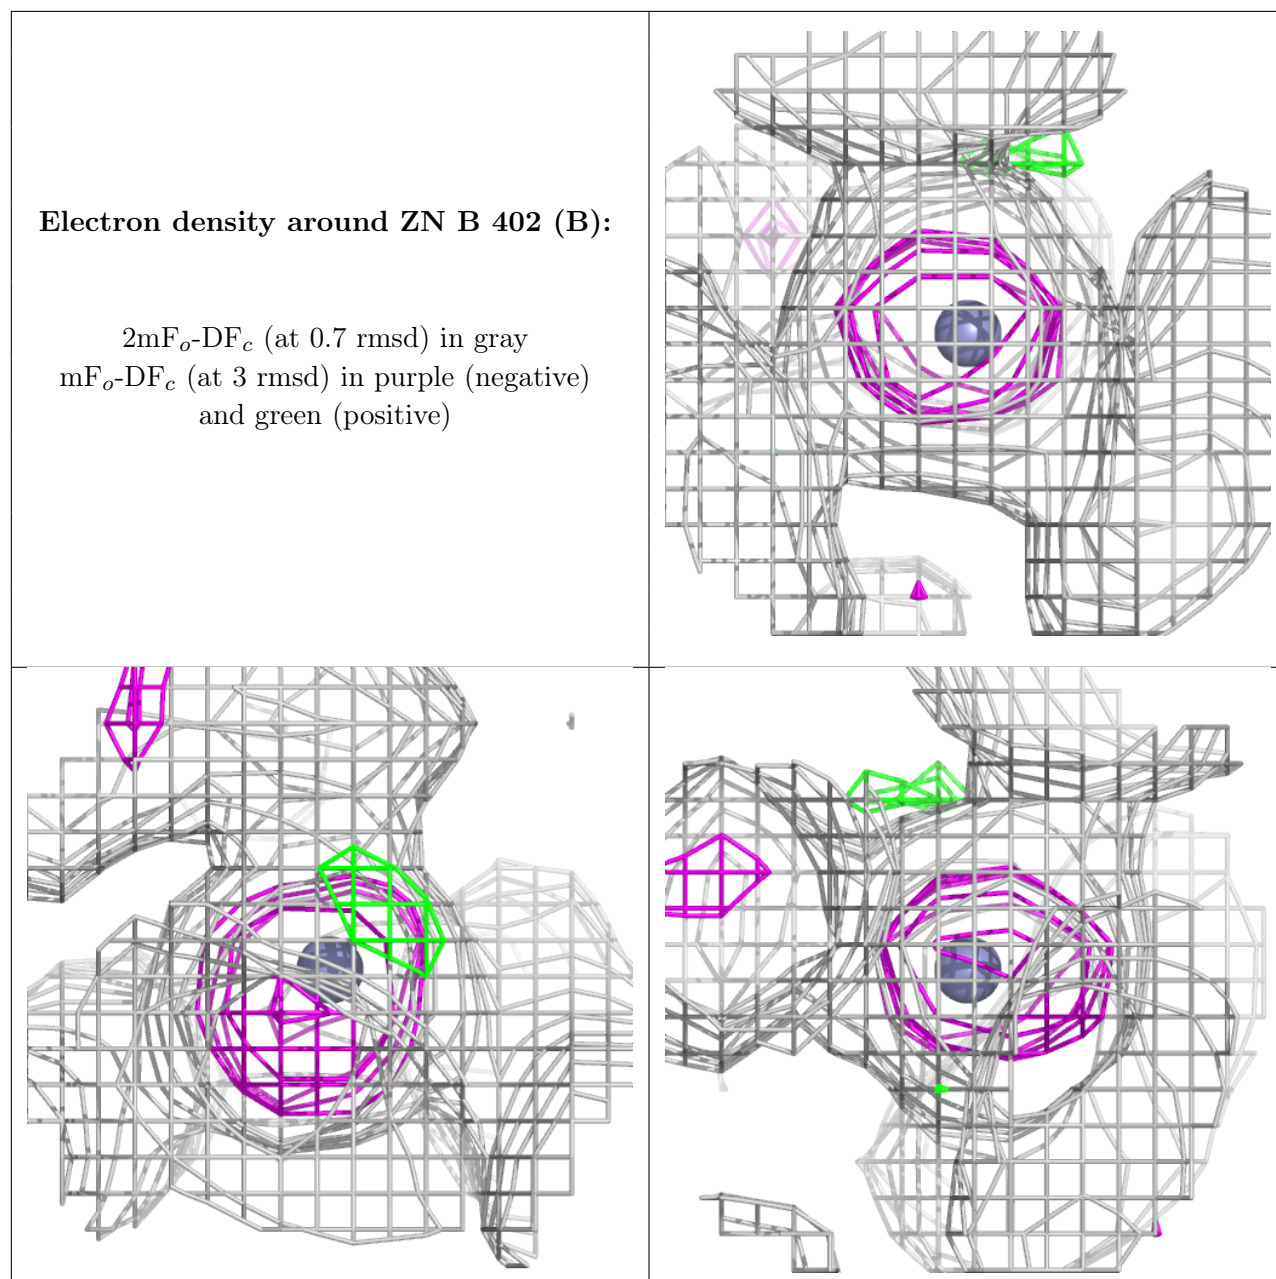 Electron density around ZN B 402 (B):
2mFo-DFc (at 0.7 rmsd) in gray
mFo-DFc (at 3 rmsd) in purple (negative)
and green (positive)